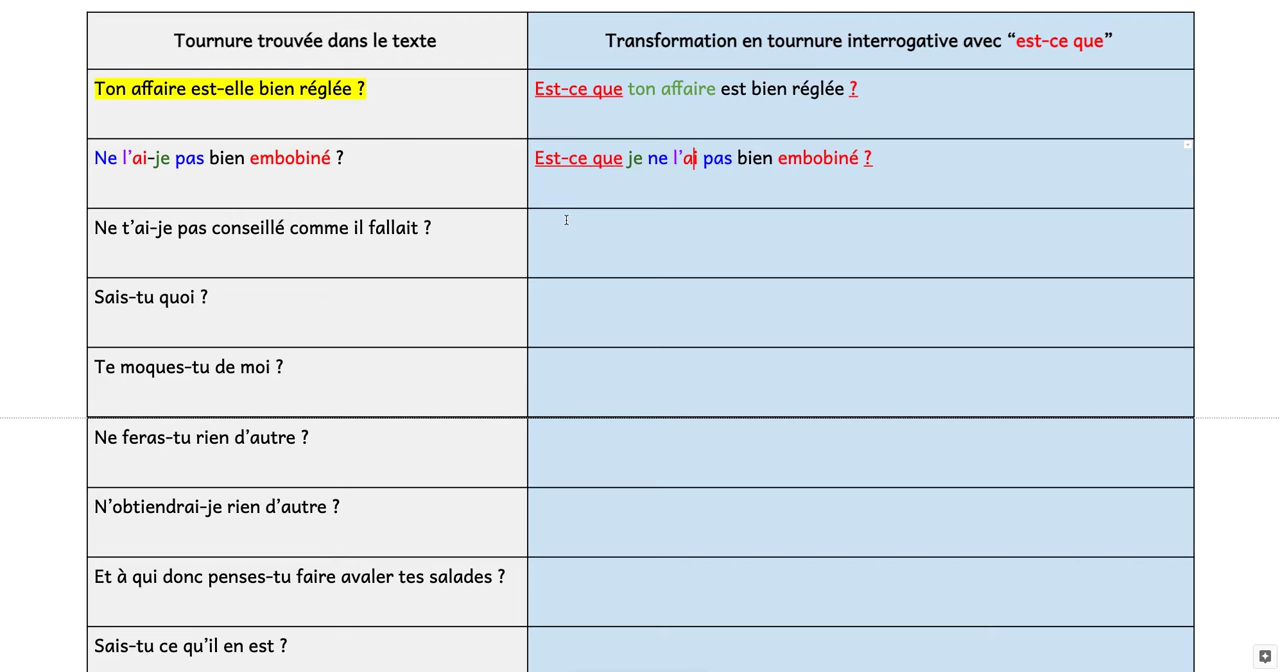 Tournure trouvée dans le texte
Transformation en tournure interrogative avec “est-ce que”
Ton affaire est-elle bien réglée ?
Est-ce que ton affaire est bien réglée ?
Ne l’ai-je pas bien embobiné ?
Est-ce que je ne l’ai pas bien embobiné ?
Ne t’ai-je pas conseillé comme il fallait ?
Sais-tu quoi ?
Te moques-tu de moi ?
Ne feras-tu rien d’autre ?
N’obtiendrai-je rien d’autre ?
Et à qui donc penses-tu faire avaler tes salades ?
Sais-tu ce qu’il en est ?